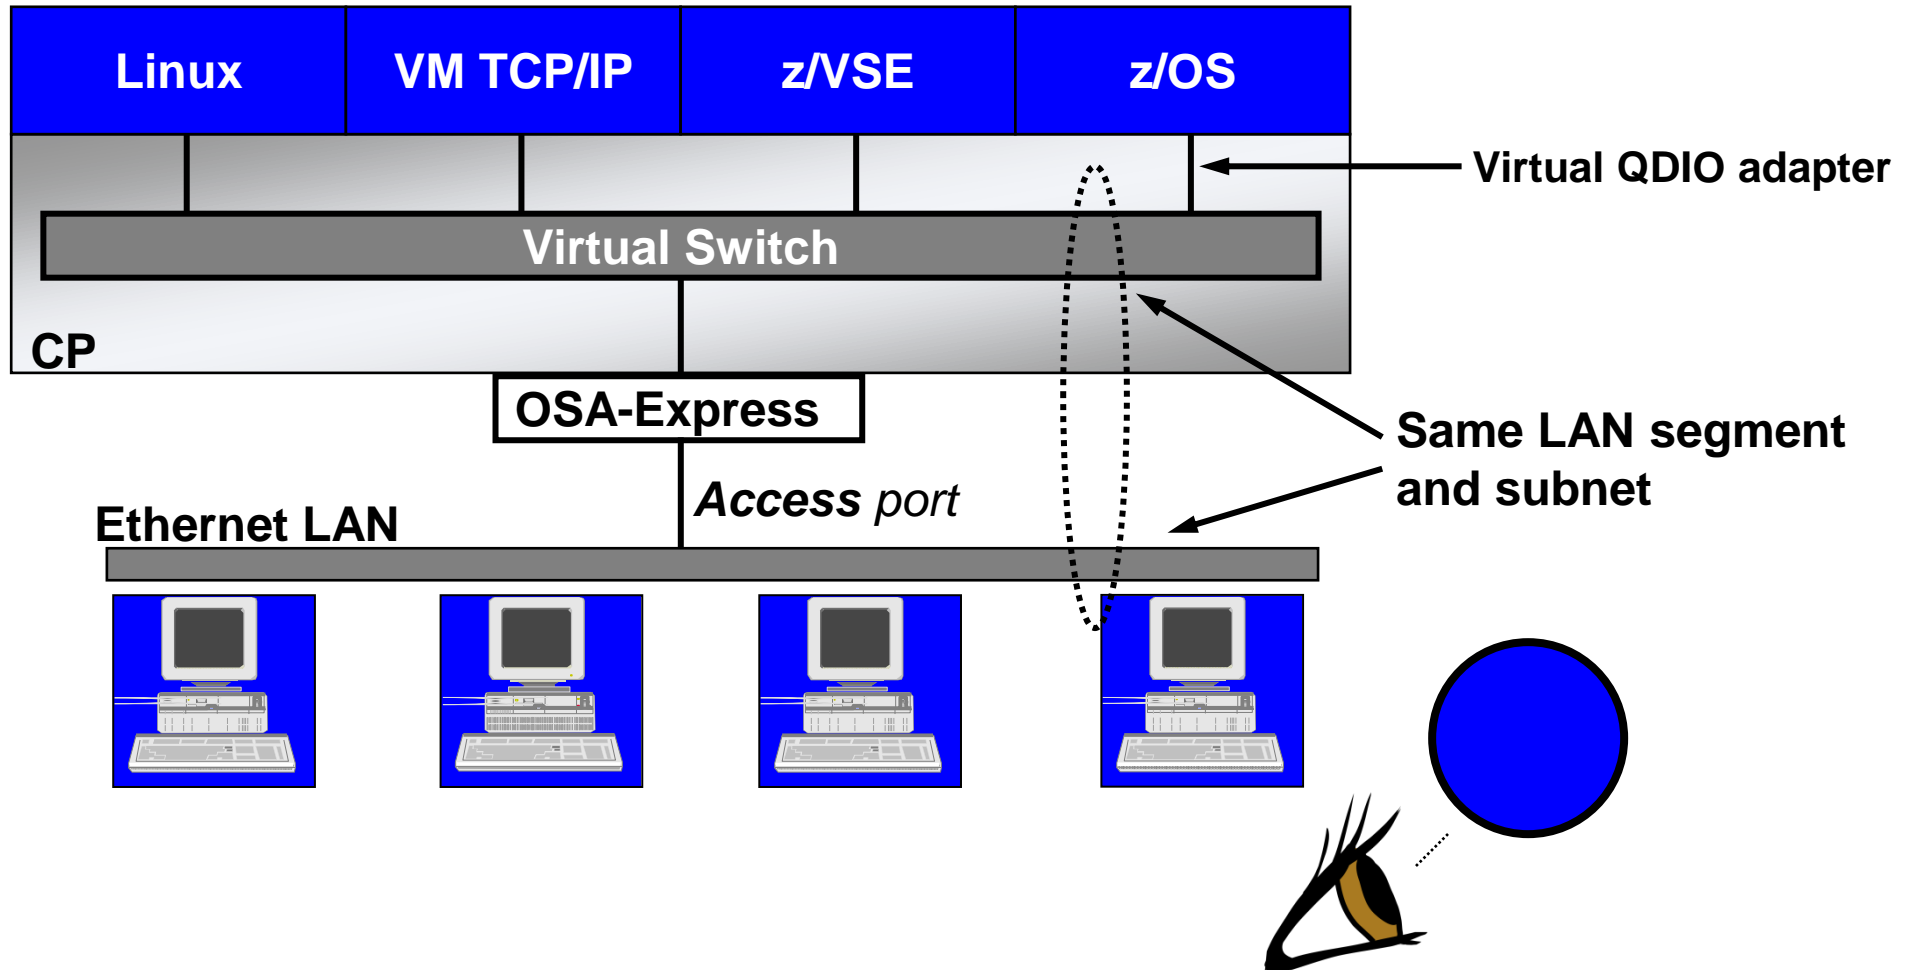 Linux
VM TCP/IP
z/VSE
z/OS
Virtual QDIO adapter
Virtual Switch
CP
OSA-Express
Same LAN segment
and subnet
Access port
Ethernet LAN